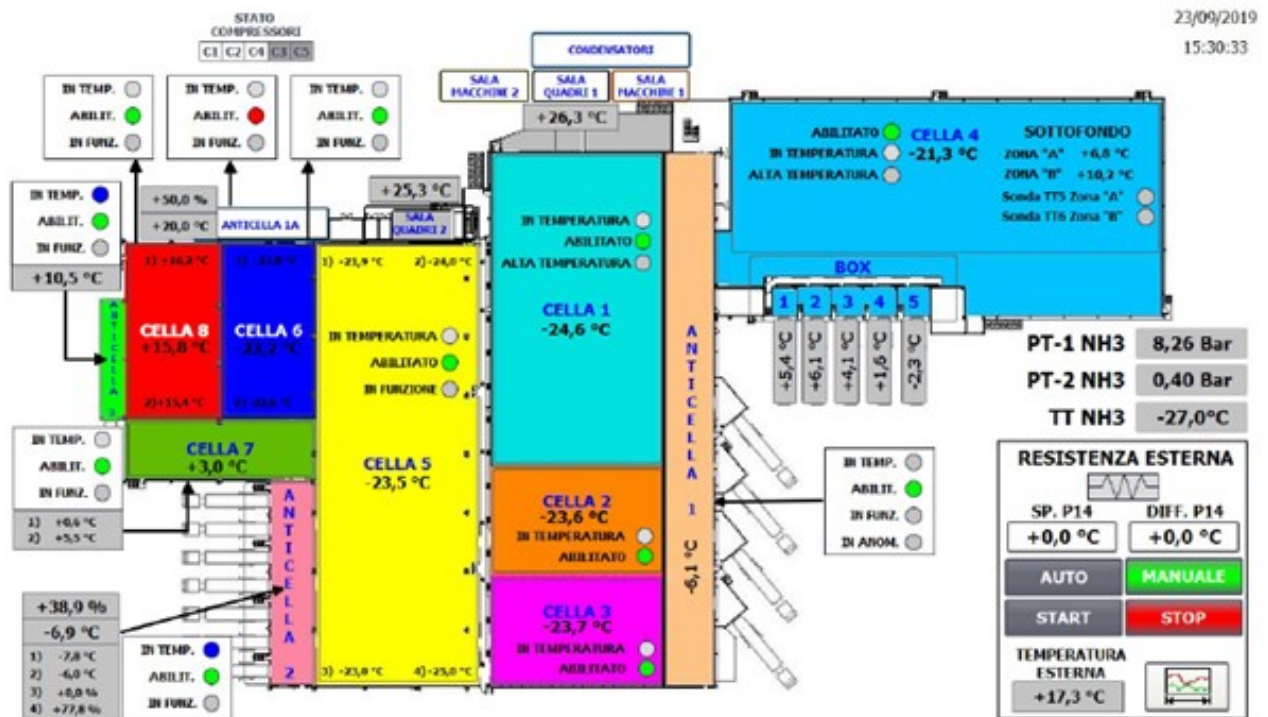 23/09/2019
15:30:33
STATO
COMPRESSORI
C1 C2 C4 C3 C5
CONDENSATORI
SALA
MACCHINE 2
SALA
QUADRI 1
SALA
MACCHINE 1
+26,3 °C
IN TEMP.
ABILIT.
IN FUNZ.
IN TEMP.
ABILIT.
IN FUNZ.
IN TEMP.
ABILIT.
IN FUNZ.
IN TEMP.
ABILIT.
IN FUNZ.
+10,5 °C
+50,0 %
+20,0 °C
ANTICELLA 1A
+25,3 °C
SALA
QUADRI 2
ABILITATO
IN TEMPERATURA
ALTA TEMPERATURA
CELLA 4
-21,3 °C
SOTTOFONDO
ZONA "A" +6,8 °C
ZONA "B" +10,2 °C
Sonda TT5 Zona "A"
Sonda TT6 Zona "B"
BOX
1 2 3 4 5
+5,4 °C
+6,1 °C
+4,1 °C
+1,6 °C
-2,3 °C
CELLA 8
+15,8 °C
2)+15,4 °C
CELLA 6
-23,2 °C
1) -21,9 °C
2)-24,0 °C
IN TEMPERATURA
ABILITATO
IN FUNZIONE
CELLA 5
-23,5 °C
3) -23,0 °C
4)-25,0 °C
IN TEMPERATURA
ABILITATO
ALTA TEMPERATURA
CELLA 1
-24,6 °C
CELLA 2
-23,6 °C
IN TEMPERATURA
ABILITATO
CELLA 3
-23,7 °C
IN TEMPERATURA
ABILITATO
ANTICELLA 1 -6,1 °C
CELLA 7
+3,0 °C
IN TEMP.
ABILIT.
IN FUNZ.
1) +0,6 °C
2) +5,5 °C
ANTICELLA 2
+38,9 %
-6,9 °C
1) -7,8 °C
2) -6,0 °C
3) +0,0 %
4) +77,8 %
IN TEMP.
ABILIT.
IN FUNZ.
IN TEMP.
ABILIT.
IN FUNZ.
IN ANOM.
PT-1 NH3 8,26 Bar
PT-2 NH3 0,40 Bar
TT NH3 -27,0°C
RESISTENZA ESTERNA
SP. P14 DIFF. P14
+0,0 °C +0,0 °C
AUTO MANUALE
START STOP
TEMPERATURA
ESTERNA
+17,3 °C